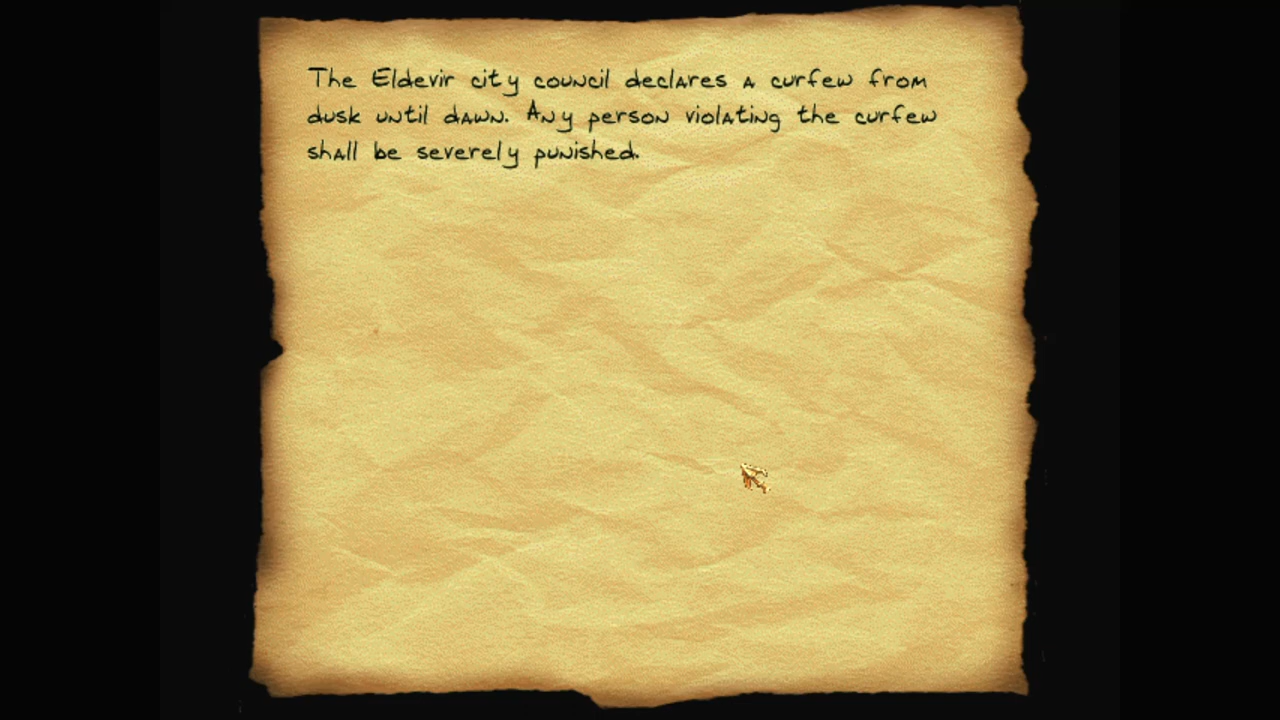 The Eldevir city council declares a curfew from
dusk until dawn. Any person violating the curfew
shall be severely punished.